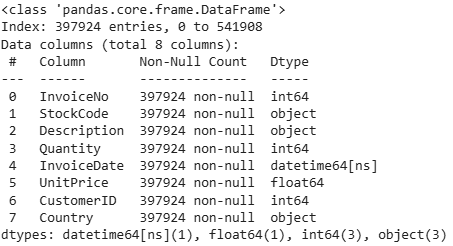 <class 'pandas.core.frame.DataFrame'>
Index: 397924 entries, 0 to 541908
Data columns (total 8 columns):
 #   Column       Non-Null Count   Dtype
---  ------       --------------   -----
 0   InvoiceNo    397924 non-null  int64
 1   StockCode    397924 non-null  object
 2   Description  397924 non-null  object
 3   Quantity     397924 non-null  int64
 4   InvoiceDate  397924 non-null  datetime64[ns]
 5   UnitPrice    397924 non-null  float64
 6   CustomerID   397924 non-null  int64
 7   Country      397924 non-null  object
dtypes: datetime64[ns](1), float64(1), int64(3), object(3)